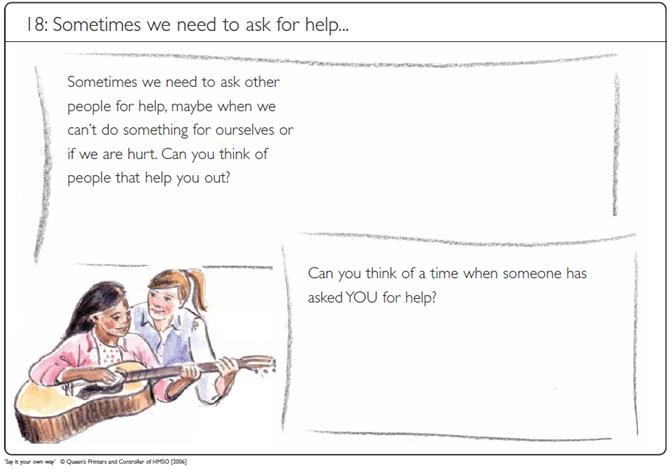 18: Sometimes we need to ask for help...
Sometimes we need to ask other
people for help, maybe when we
can't do something for ourselves or
if we are hurt. Can you think of
people that help you out?
Can you think of a time when someone has
asked YOU for help?
'Say it your own way' © Queen's Printers and Controller of HMSO [2006]